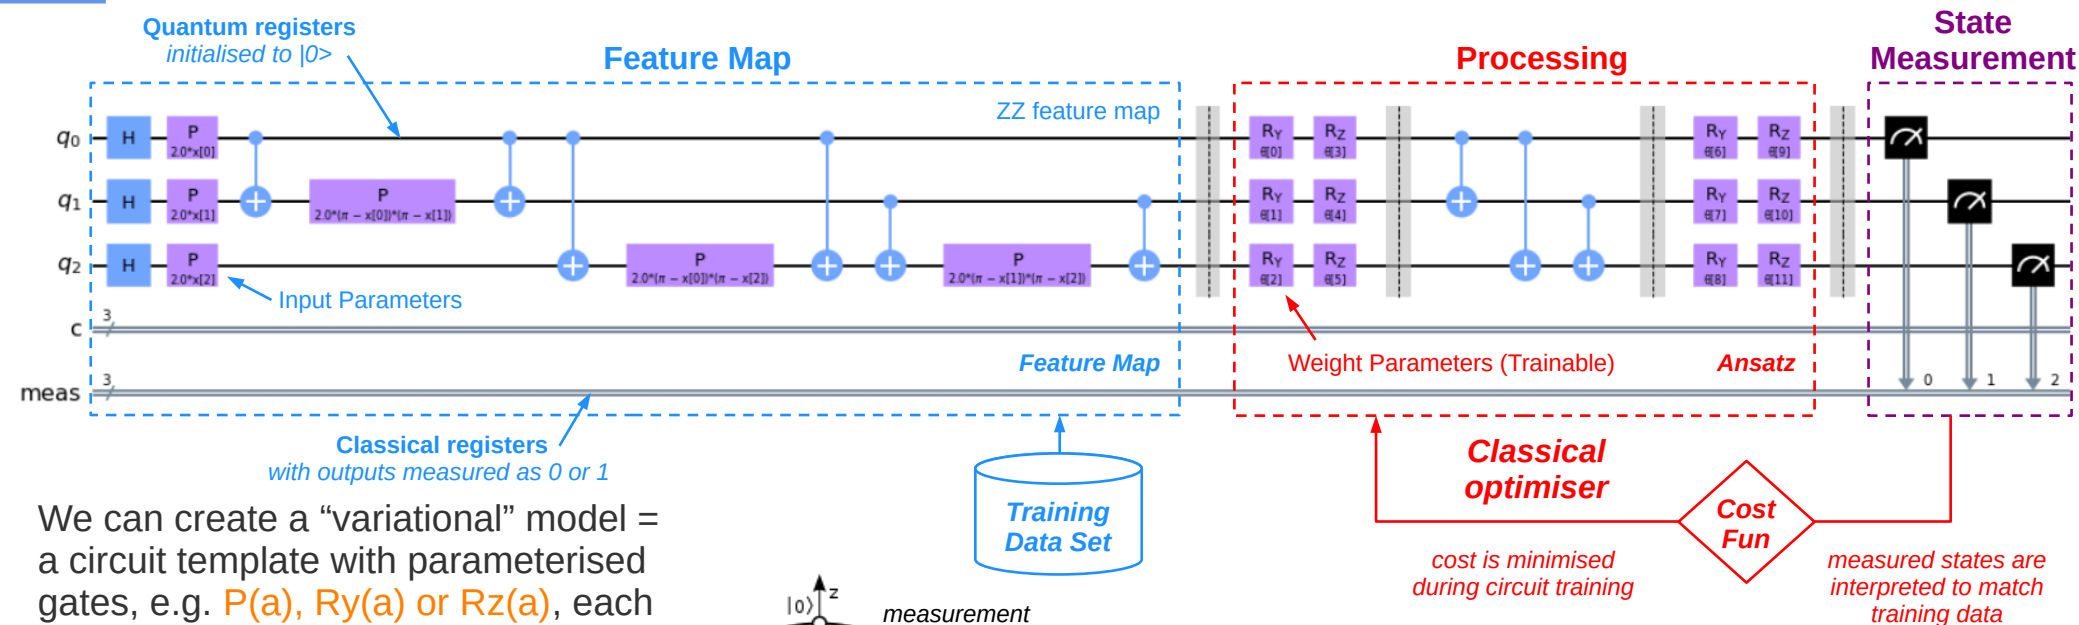 Quantum registers
initialised to |0>
Feature Map
Processing
State
Measurement
ZZ feature map
q0
H
P
2.0*x[0]
RY
θ[0]
RZ
θ[3]
RY
θ[6]
RZ
θ[9]
q1
H
P
2.0*x[1]
P
2.0*(π − x[0])*(π − x[1])
RY
θ[1]
RZ
θ[4]
RY
θ[7]
RZ
θ[10]
q2
H
P
2.0*x[2]
P
2.0*(π − x[0])*(π − x[2])
P
2.0*(π − x[1])*(π − x[2])
RY
θ[2]
RZ
θ[5]
RY
θ[8]
RZ
θ[11]
Input Parameters
c
3
Feature Map
Weight Parameters (Trainable)
Ansatz
meas
3
0
1
2
Classical registers
with outputs measured as 0 or 1
Training
Data Set
Classical
optimiser
Cost
Fun
cost is minimised
during circuit training
measured states are
interpreted to match
training data
We can create a “variational” model =
a circuit template with parameterised
gates, e.g. P(a), Ry(a) or Rz(a), each
|0⟩
z
measurement